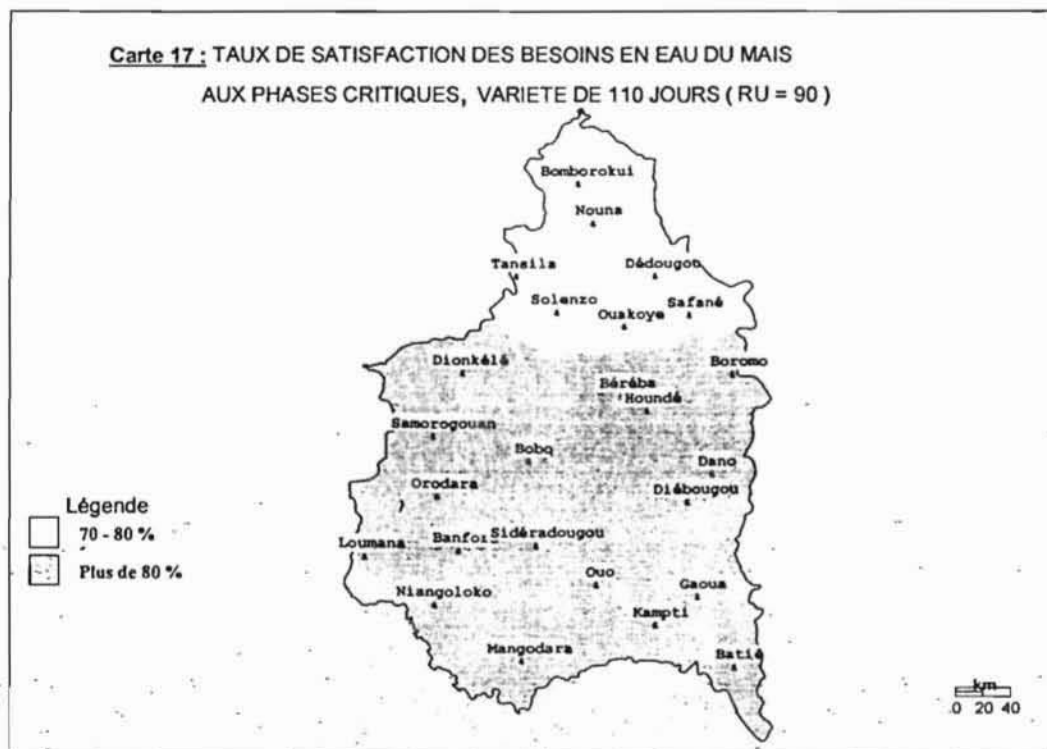 Carte 17 : TAUX DE SATISFACTION DES BESOINS EN EAU DU MAIS
AUX PHASES CRITIQUES, VARIETE DE 110 JOURS ( RU = 90 )
Bomborokui
Nouna
Tansila
Dédougou
Solenzo
Ouakoye
Safané
Dionkélé
Boromo
Béréba
Houndé
Samorogouan
Bobo
Dano
Orodara
Diébougou
Légende
70 - 80 %
Plus de 80 %
Loumana
Banfoz
Sidéradougou
Ouo
Gaoua
Niangoloko
Kampti
Mangodara
Batié
km
0 20 40